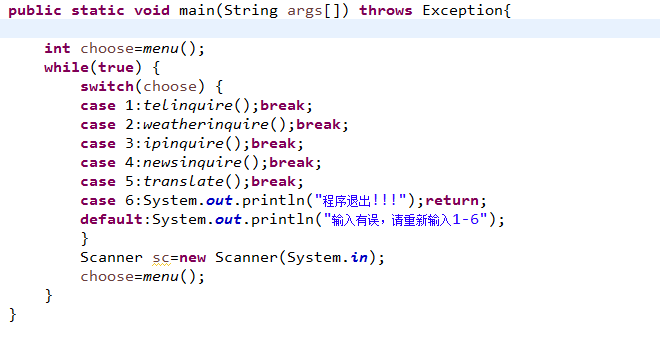 public static void main(String args[]) throws Exception{
int choose=menu();
while(true) {
switch(choose) {
case 1:telinquire();break;
case 2:weatherinquire();break;
case 3:ipinquire();break;
case 4:newsinquire();break;
case 5:translate();break;
case 6:System.out.println("程序退出!!!");return;
default:System.out.println("输入有误,请重新输入1-6");
}
Scanner sc=new Scanner(System.in);
choose=menu();
}
}